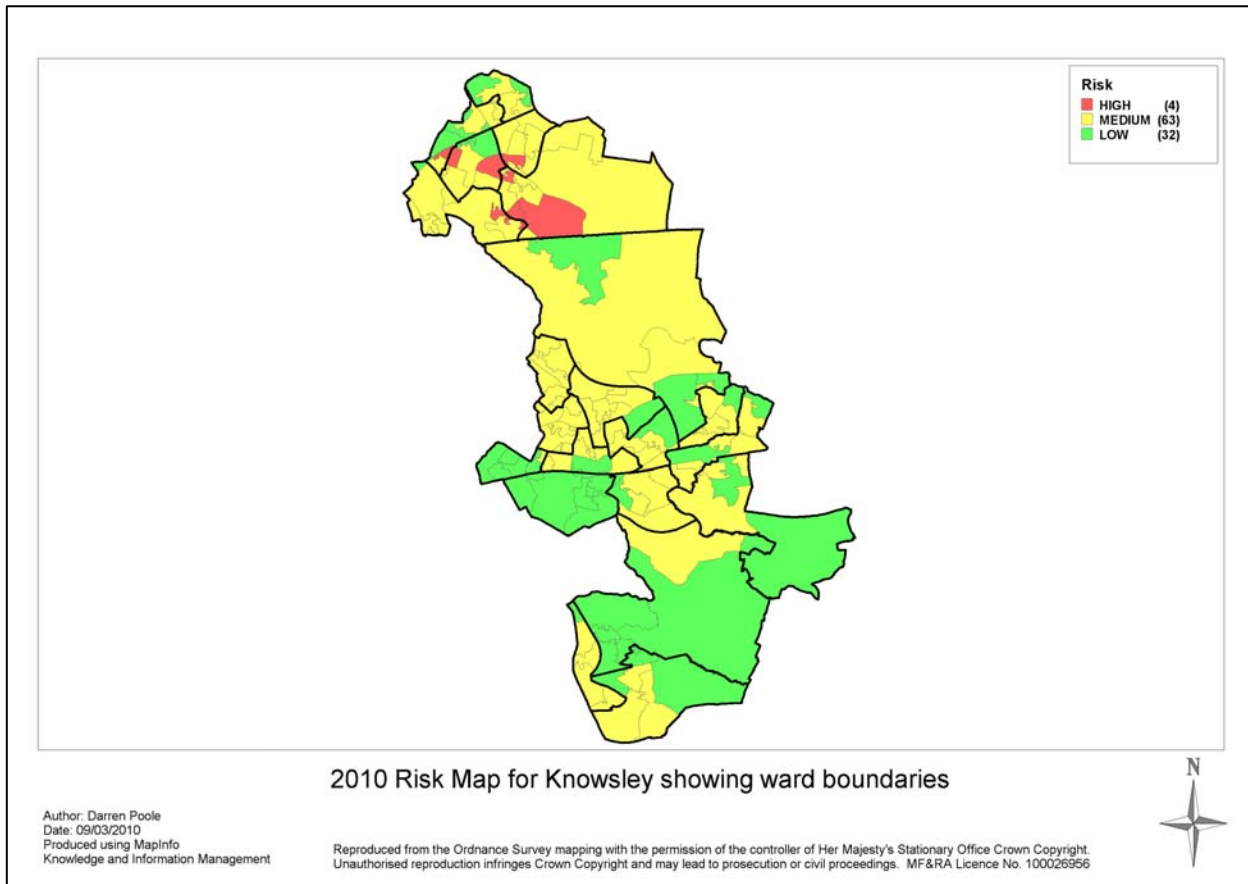 Risk
HIGH (4)
MEDIUM (63)
LOW (32)
2010 Risk Map for Knowsley showing ward boundaries
N
Author: Darren Poole
Date: 09/03/2010
Produced using MapInfo
Knowledge and Information Management
Reproduced from the Ordnance Survey mapping with the permission of the controller of Her Majesty's Stationary Office Crown Copyright.
Unauthorised reproduction infringes Crown Copyright and may lead to prosecution or civil proceedings. MF&RA Licence No. 100026956